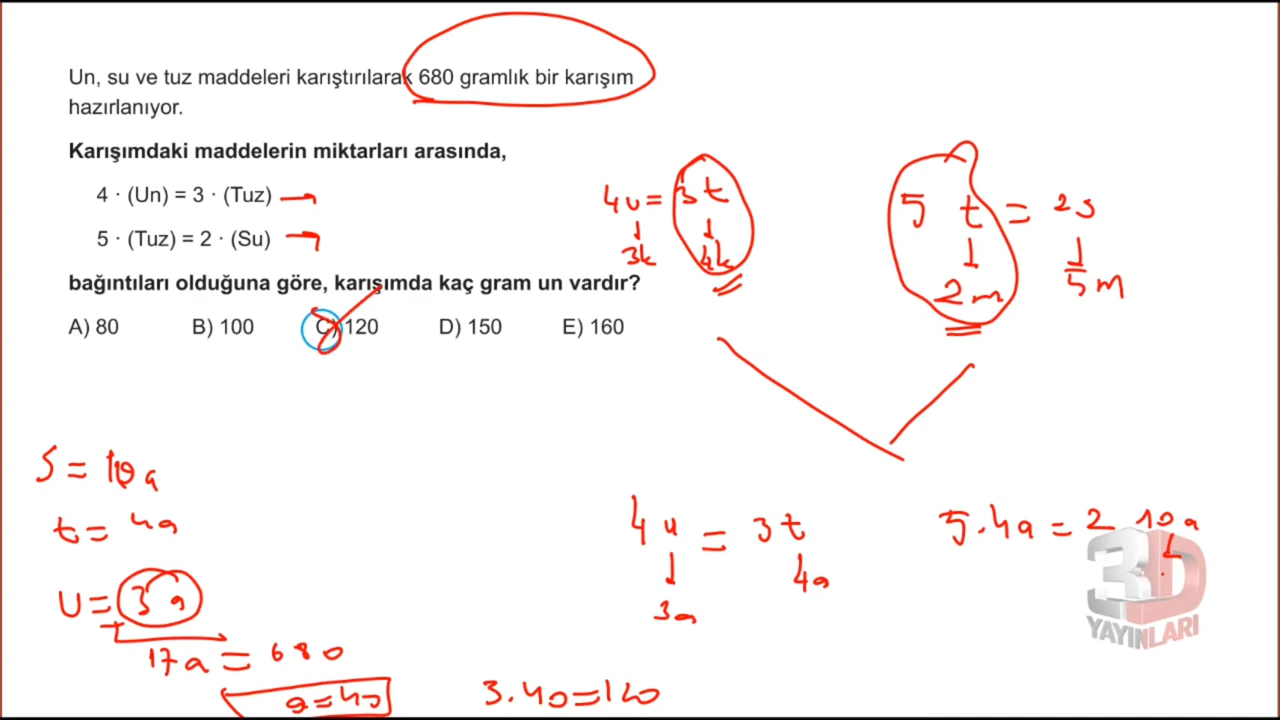 Un, su ve tuz maddeleri karıştırılarak 680 gramlık bir karışım
hazırlanıyor.
Karışımdaki maddelerin miktarları arasında,
4 · (Un) = 3 · (Tuz)
5 · (Tuz) = 2 · (Su)
bağıntıları olduğuna göre, karışımda kaç gram un vardır?
A) 80 B) 100 C) 120 D) 150 E) 160
4u = 3t
3k 4k
5 t = 2s
2m 5m
S = 10a
t = 4a
U = 3a
17a = 680
a = 40
4u = 3t
3a 4a
5.4a = 2 10a
3.40=120
3D
YAYINLARI